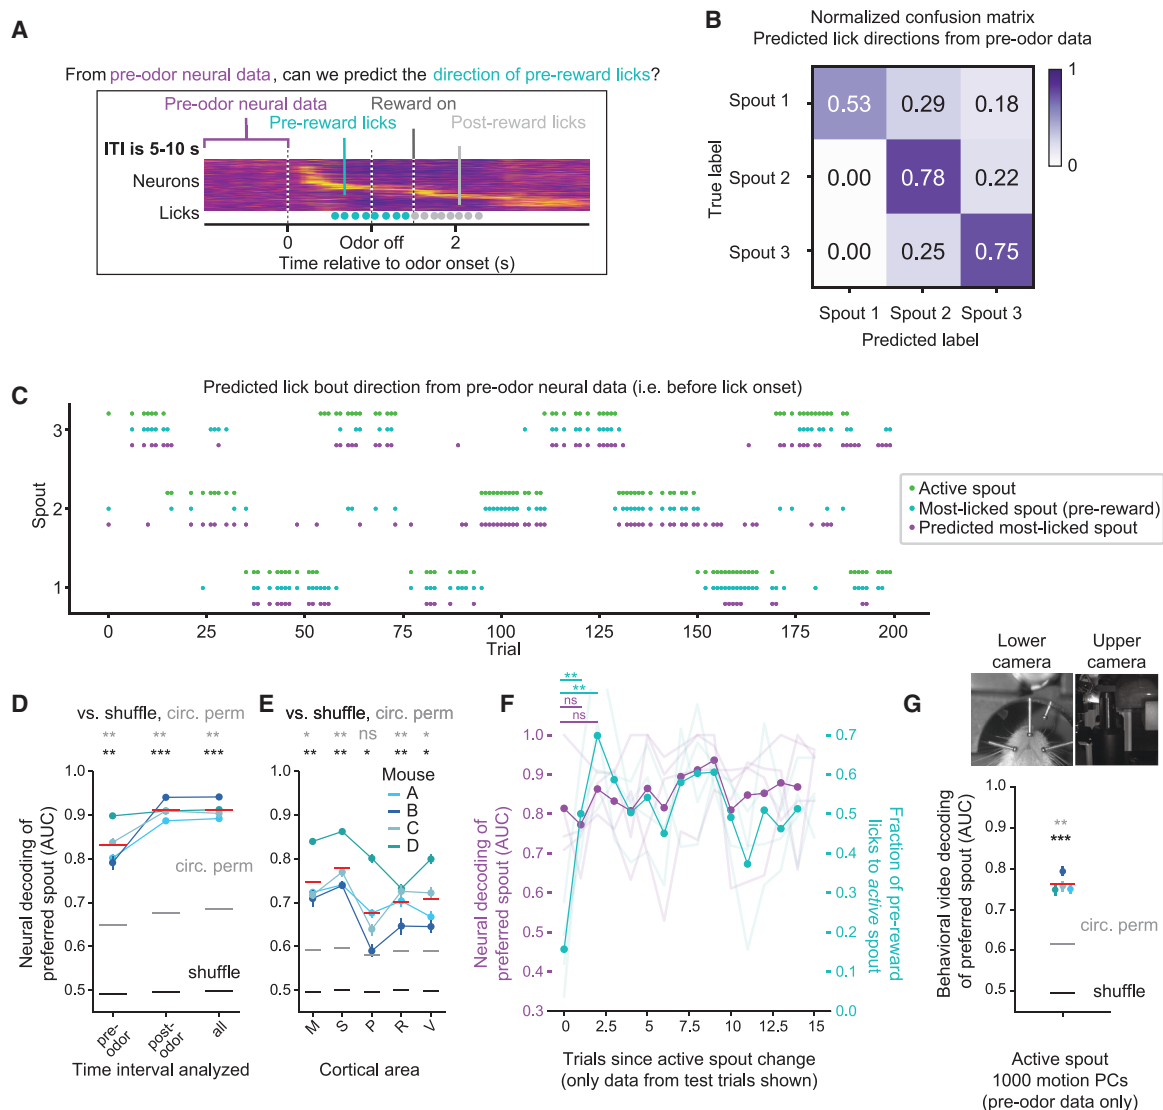 A
From pre-odor neural data, can we predict the direction of pre-reward licks?
Pre-odor neural data
Reward on
Pre-reward licks
Post-reward licks
ITI is 5-10 s
Neurons
Licks
0
Odor off
2
Time relative to odor onset (s)
B
Normalized confusion matrix
Predicted lick directions from pre-odor data
True label
Spout 1
0.53
0.29
0.18
Spout 2
0.00
0.78
0.22
Spout 3
0.00
0.25
0.75
Spout 1
Spout 2
Spout 3
Predicted label
1
0
C
Predicted lick bout direction from pre-odor neural data (i.e. before lick onset)
Spout
3
2
1
0
25
50
75
100
125
150
175
200
Trial
Active spout
Most-licked spout (pre-reward)
Predicted most-licked spout
D
vs. shuffle, circ. perm
** ** **
** *** ***
Neural decoding of
preferred spout (AUC)
1.0
0.9
0.8
0.7
0.6
0.5
circ. perm
shuffle
pre-
odor
post-
odor
all
Time interval analyzed
E
vs. shuffle, circ. perm
* ** ns ** *
** ** * ** *
1.0
0.9
0.8
0.7
0.6
0.5
Mouse
A
B
C
D
M
S
P
R
V
Cortical area
F
**
**
ns
ns
Neural decoding of
preferred spout (AUC)
1.0
0.9
0.8
0.7
0.6
0.5
0.4
0.3
0.7
0.6
0.5
0.4
0.3
0.2
0.1
0.0
Fraction of pre-reward
licks to active spout
0
2.5
5
7.5
10
12.5
15
Trials since active spout change
(only data from test trials shown)
G
Lower
camera
Upper
camera
Behavioral video decoding
of preferred spout (AUC)
1.0
0.9
0.8
0.7
0.6
0.5
**
***
circ. perm
shuffle
Active spout
1000 motion PCs
(pre-odor data only)